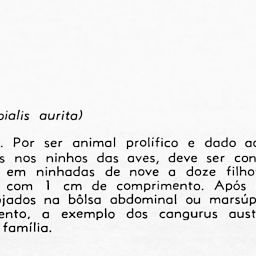 pialis aurita)
. Por ser animal prolífico e dado ao
s nos ninhos das aves, deve ser con
em ninhadas de nove a doze filho
com 1 cm de comprimento. Após
ojados na bôlsa abdominal ou marsúp
ento, a exemplo dos cangurus aust
família.